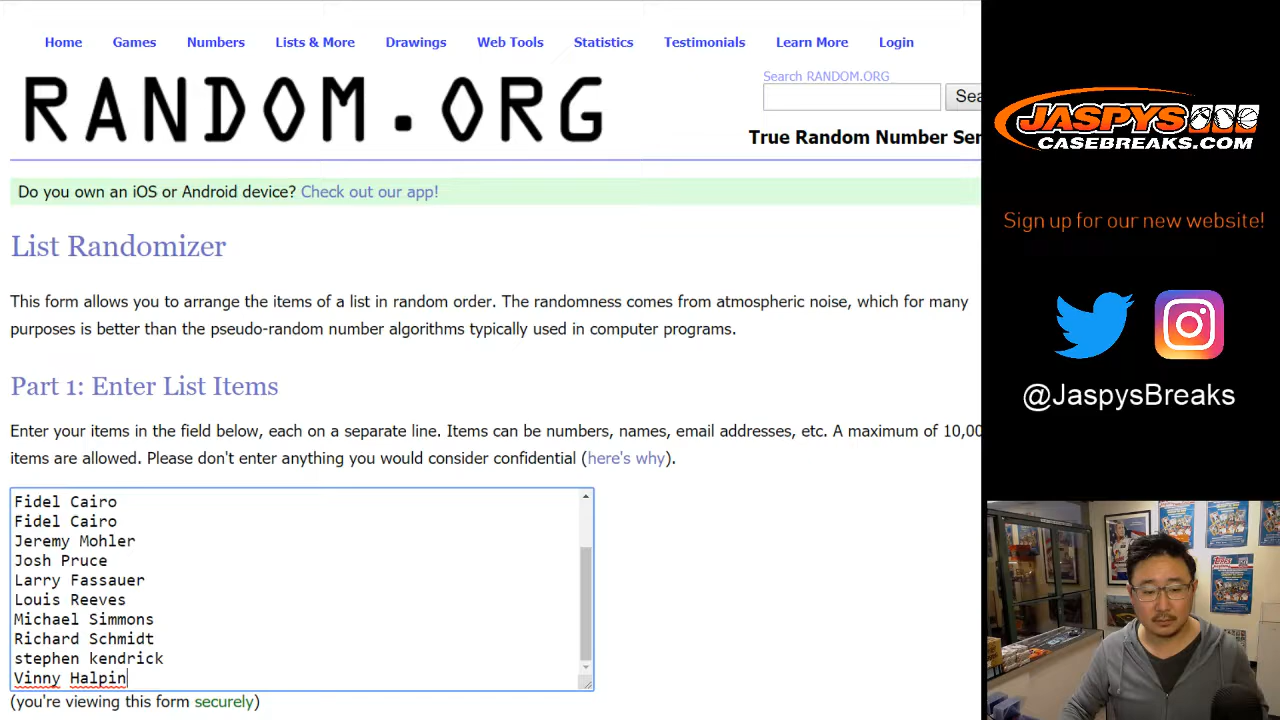 Home Games Numbers Lists & More Drawings Web Tools Statistics Testimonials Learn More Login
RANDOM.ORG
Search RANDOM.ORG
Sea
True Random Number Ser
Do you own an iOS or Android device? Check out our app!
List Randomizer
This form allows you to arrange the items of a list in random order. The randomness comes from atmospheric noise, which for many
purposes is better than the pseudo-random number algorithms typically used in computer programs.
Part 1: Enter List Items
Enter your items in the field below, each on a separate line. Items can be numbers, names, email addresses, etc. A maximum of 10,00
items are allowed. Please don't enter anything you would consider confidential (here's why).
Fidel Cairo
Fidel Cairo
Jeremy Mohler
Josh Pruce
Larry Fassauer
Louis Reeves
Michael Simmons
Richard Schmidt
stephen kendrick
Vinny Halpin
(you're viewing this form securely)
JASPYS
CASEBREAKS.COM
Sign up for our new website!
@JaspysBreaks